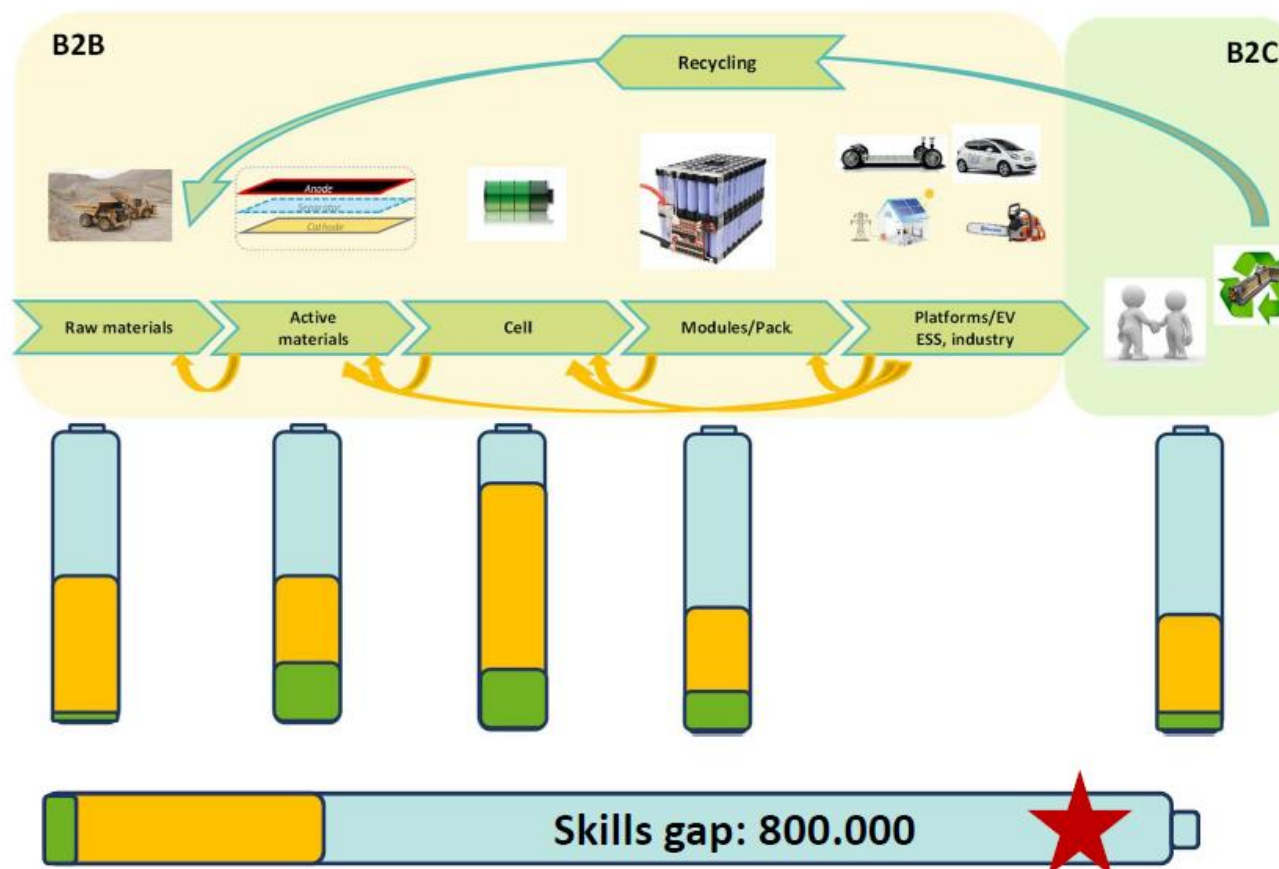 B2B
B2C
Recycling
Anode
Separator
Cathode
Raw materials
Active
materials
Cell
Modules/Pack
Platforms/EV
ESS, industry
Skills gap: 800.000